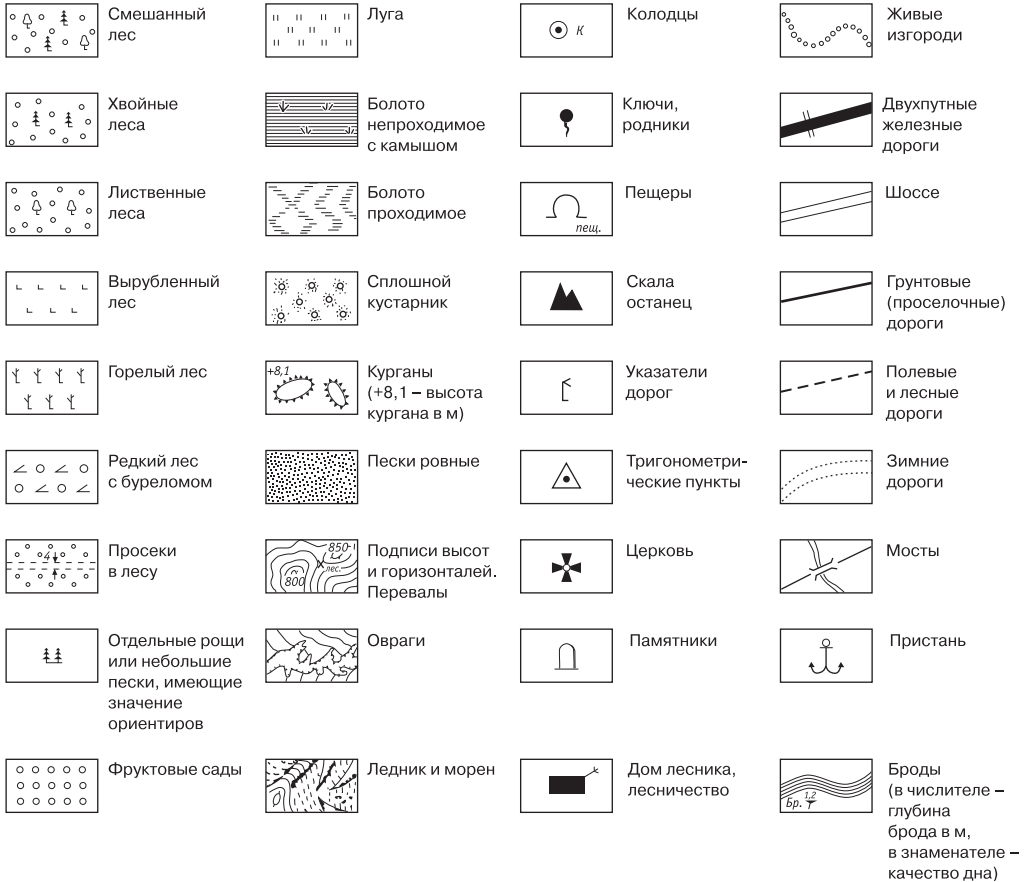 Смешанный
лес
Луга
К
Колодцы
Живые
изгороди
Хвойные
леса
Болото
непроходимое
с камышом
Ключи,
родники
Двухпутные
железные
дороги
Лиственные
леса
Болото
проходимое
пещ.
Пещеры
Шоссе
Вырубленный
лес
Сплошной
кустарник
Скала
останец
Грунтовые
(проселочные)
дороги
Горелый лес
+8,1
Курганы
(+8,1 – высота
кургана в м)
Указатели
дорог
Полевые
и лесные
дороги
Редкий лес
с буреломом
Пески ровные
Тригонометри-
ческие пункты
Зимние
дороги
4
Просеки
в лесу
850
лес.
800
Подписи высот
и горизонталей.
Перевалы
Церковь
Мосты
Отдельные рощи
или небольшие
пески, имеющие
значение
ориентиров
Овраги
Памятники
Пристань
Фруктовые сады
Ледник и морен
Дом лесника,
лесничество
Бр. 1,2
Броды
(в числителе –
глубина
брода в м,
в знаменателе –
качество дна)